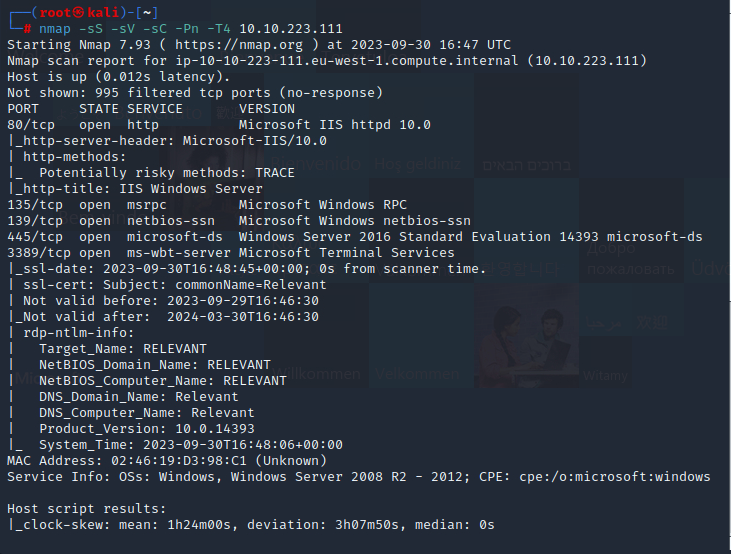 ┌──(root㉿kali)-[~]
└─# nmap -sS -sV -sC -Pn -T4 10.10.223.111
Starting Nmap 7.93 ( https://nmap.org ) at 2023-09-30 16:47 UTC
Nmap scan report for ip-10-10-223-111.eu-west-1.compute.internal (10.10.223.111)
Host is up (0.012s latency).
Not shown: 995 filtered tcp ports (no-response)
PORT     STATE SERVICE       VERSION
80/tcp   open  http          Microsoft IIS httpd 10.0
|_http-server-header: Microsoft-IIS/10.0
| http-methods:
|_  Potentially risky methods: TRACE
|_http-title: IIS Windows Server
135/tcp  open  msrpc         Microsoft Windows RPC
139/tcp  open  netbios-ssn   Microsoft Windows netbios-ssn
445/tcp  open  microsoft-ds  Windows Server 2016 Standard Evaluation 14393 microsoft-ds
3389/tcp open  ms-wbt-server Microsoft Terminal Services
|_ssl-date: 2023-09-30T16:48:45+00:00; 0s from scanner time.
| ssl-cert: Subject: commonName=Relevant
| Not valid before: 2023-09-29T16:46:30
|_Not valid after:  2024-03-30T16:46:30
| rdp-ntlm-info:
|   Target_Name: RELEVANT
|   NetBIOS_Domain_Name: RELEVANT
|   NetBIOS_Computer_Name: RELEVANT
|   DNS_Domain_Name: Relevant
|   DNS_Computer_Name: Relevant
|   Product_Version: 10.0.14393
|_  System_Time: 2023-09-30T16:48:06+00:00
MAC Address: 02:46:19:D3:98:C1 (Unknown)
Service Info: OSs: Windows, Windows Server 2008 R2 - 2012; CPE: cpe:/o:microsoft:windows
Host script results:
|_clock-skew: mean: 1h24m00s, deviation: 3h07m50s, median: 0s
Bienvenido
Hoş geldiniz
ברוכים הבאים
Добро
пожаловать
Willkommen
Velkommen
Witamy